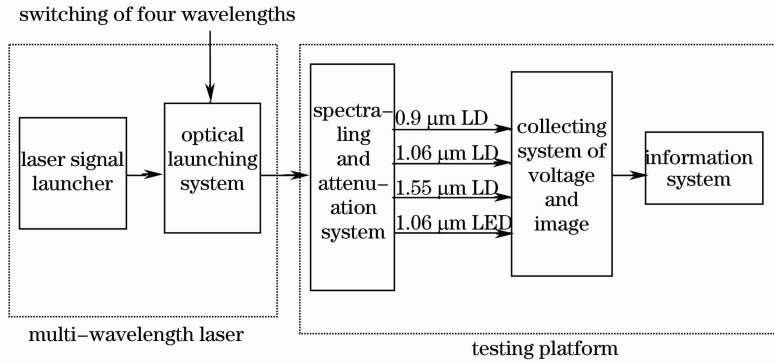 switching of four wavelengths
laser signal
launcher
optical
launching
system
spectra–
ling
and
attenu–
ation
system
0.9 μm LD
1.06 μm LD
1.55 μm LD
1.06 μm LED
collecting
system of
voltage
and
image
information
system
multi–wavelength laser
testing platform